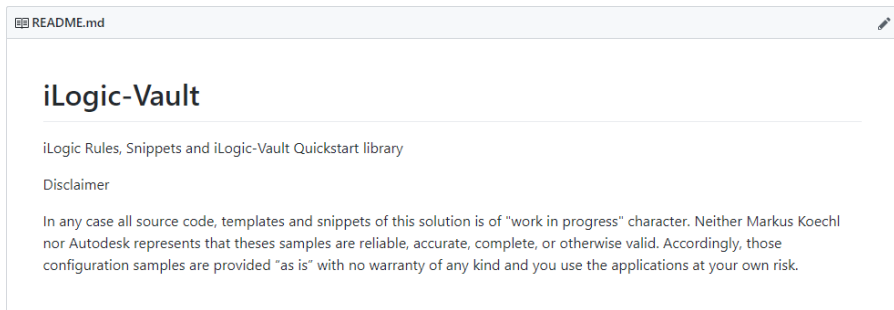 README.md
iLogic-Vault
iLogic Rules, Snippets and iLogic-Vault Quickstart library
Disclaimer
In any case all source code, templates and snippets of this solution is of "work in progress" character. Neither Markus Koechl
nor Autodesk represents that theses samples are reliable, accurate, complete, or otherwise valid. Accordingly, those
configuration samples are provided “as is” with no warranty of any kind and you use the applications at your own risk.